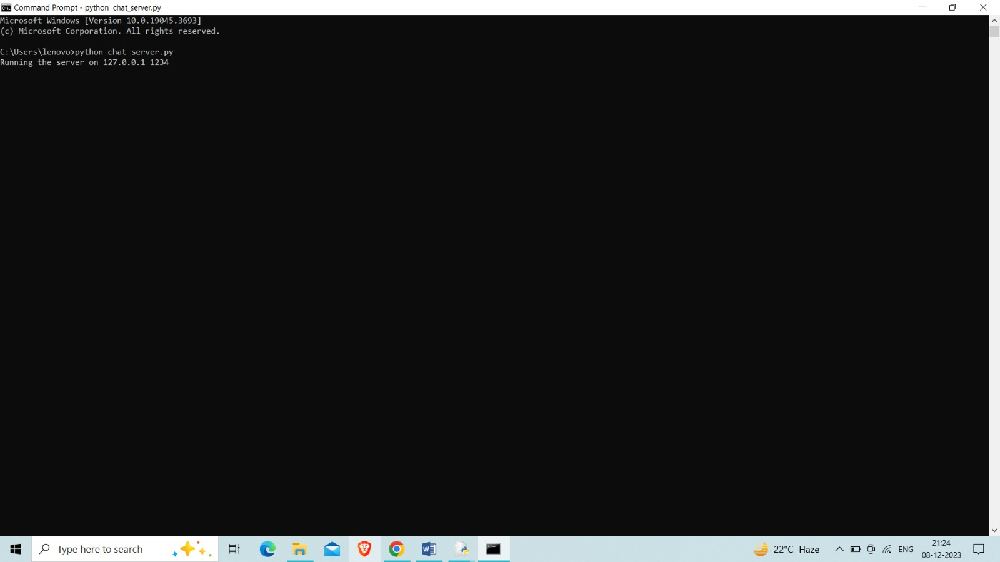 Command Prompt - python  chat_server.py
Microsoft Windows [Version 10.0.19045.3693]
(c) Microsoft Corporation. All rights reserved.
C:\Users\lenovo>python chat_server.py
Running the server on 127.0.0.1 1234
Type here to search
22°C Haze
ENG
21:24
08-12-2023